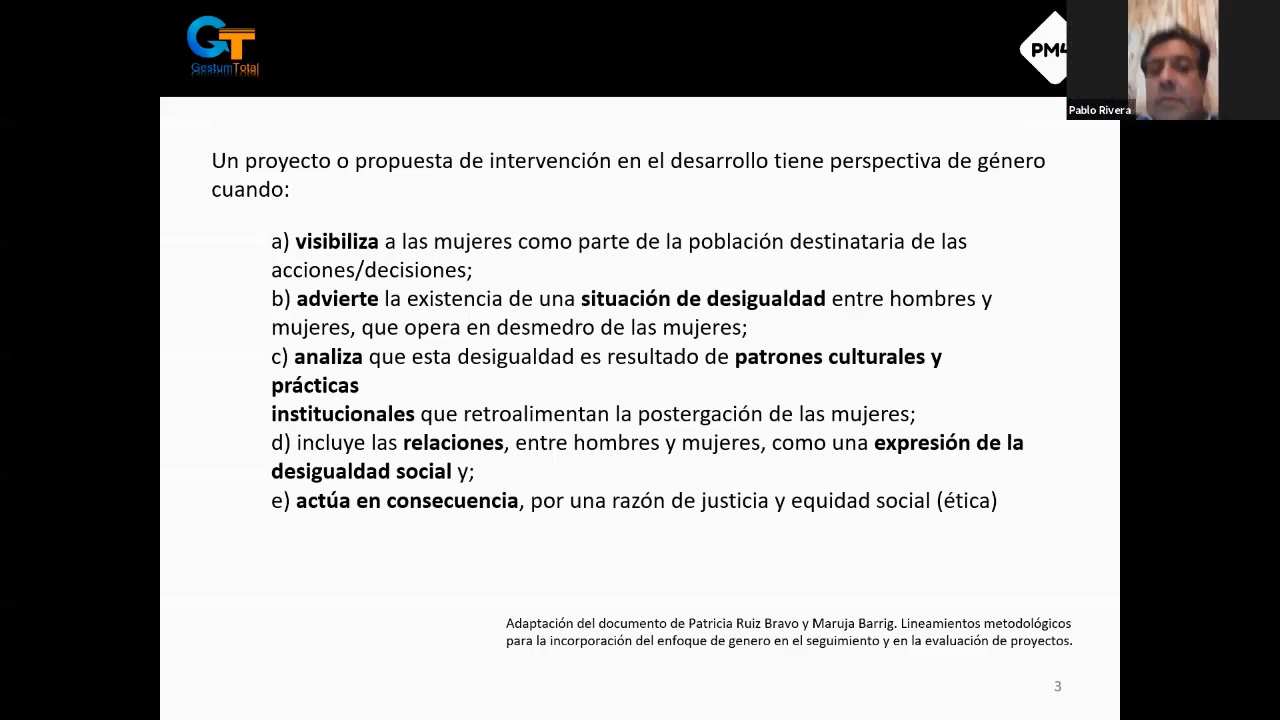 GT
GestumTotal
PM4
Pablo Rivera
Un proyecto o propuesta de intervención en el desarrollo tiene perspectiva de género
cuando:
a) visibiliza a las mujeres como parte de la población destinataria de las
acciones/decisiones;
b) advierte la existencia de una situación de desigualdad entre hombres y
mujeres, que opera en desmedro de las mujeres;
c) analiza que esta desigualdad es resultado de patrones culturales y
prácticas
institucionales que retroalimentan la postergación de las mujeres;
d) incluye las relaciones, entre hombres y mujeres, como una expresión de la
desigualdad social y;
e) actúa en consecuencia, por una razón de justicia y equidad social (ética)
Adaptación del documento de Patricia Ruiz Bravo y Maruja Barrig. Lineamientos metodológicos
para la incorporación del enfoque de genero en el seguimiento y en la evaluación de proyectos.
3